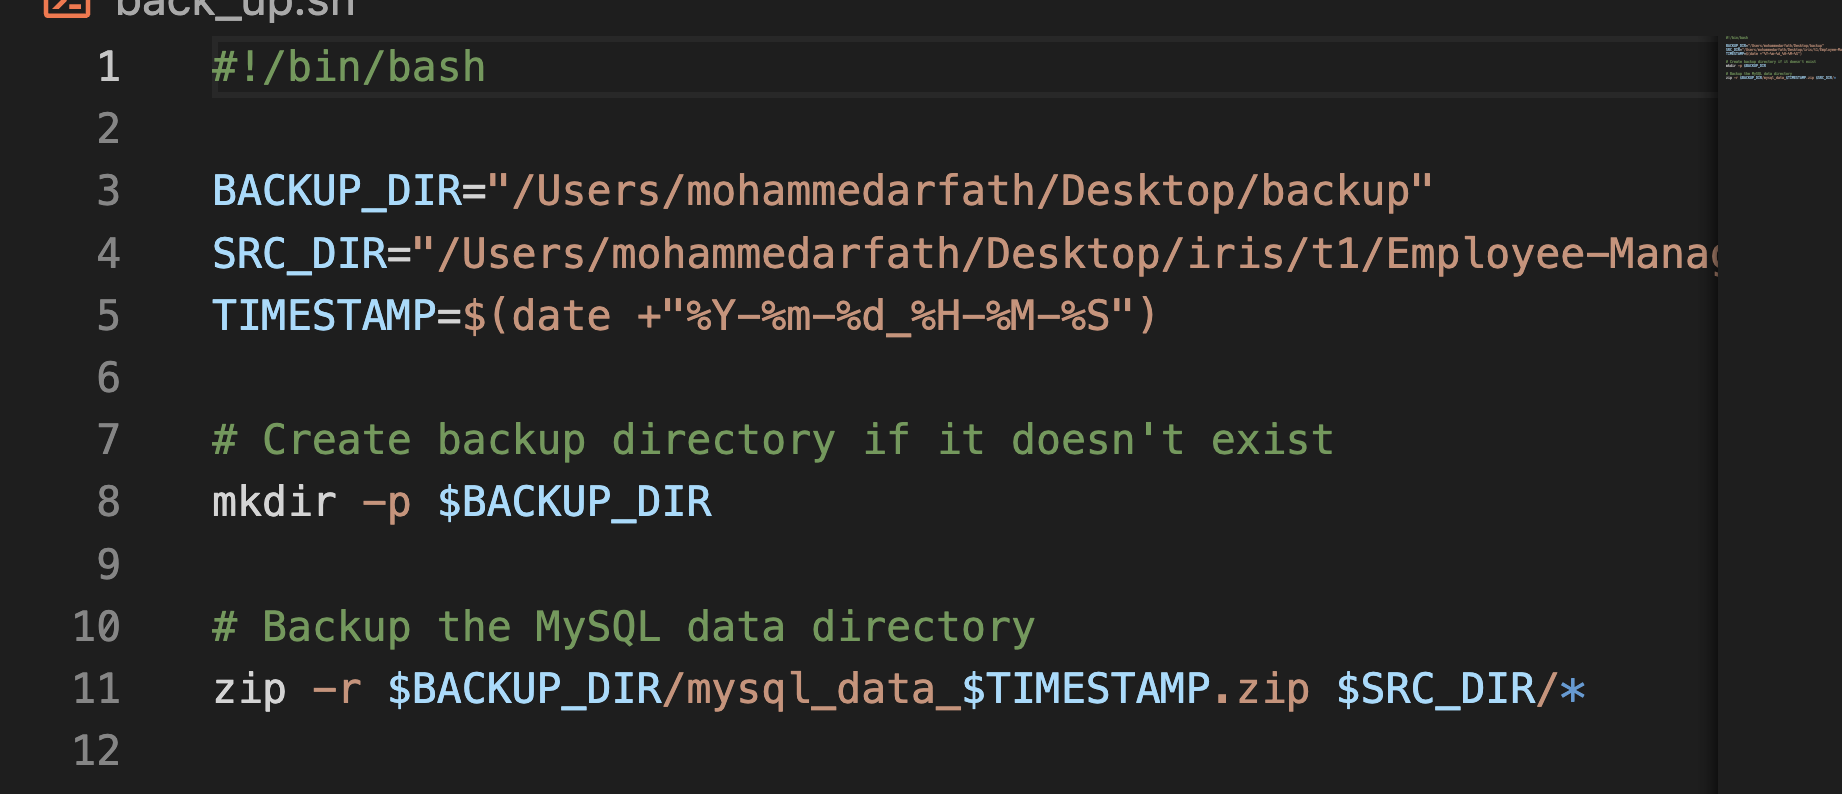 back_up.sh
1 #!/bin/bash
2
3 BACKUP_DIR="/Users/mohammedarfath/Desktop/backup"
4 SRC_DIR="/Users/mohammedarfath/Desktop/iris/t1/Employee-Manag
5 TIMESTAMP=$(date +"%Y-%m-%d_%H-%M-%S")
6
7 # Create backup directory if it doesn't exist
8 mkdir -p $BACKUP_DIR
9
10 # Backup the MySQL data directory
11 zip -r $BACKUP_DIR/mysql_data_$TIMESTAMP.zip $SRC_DIR/*
12